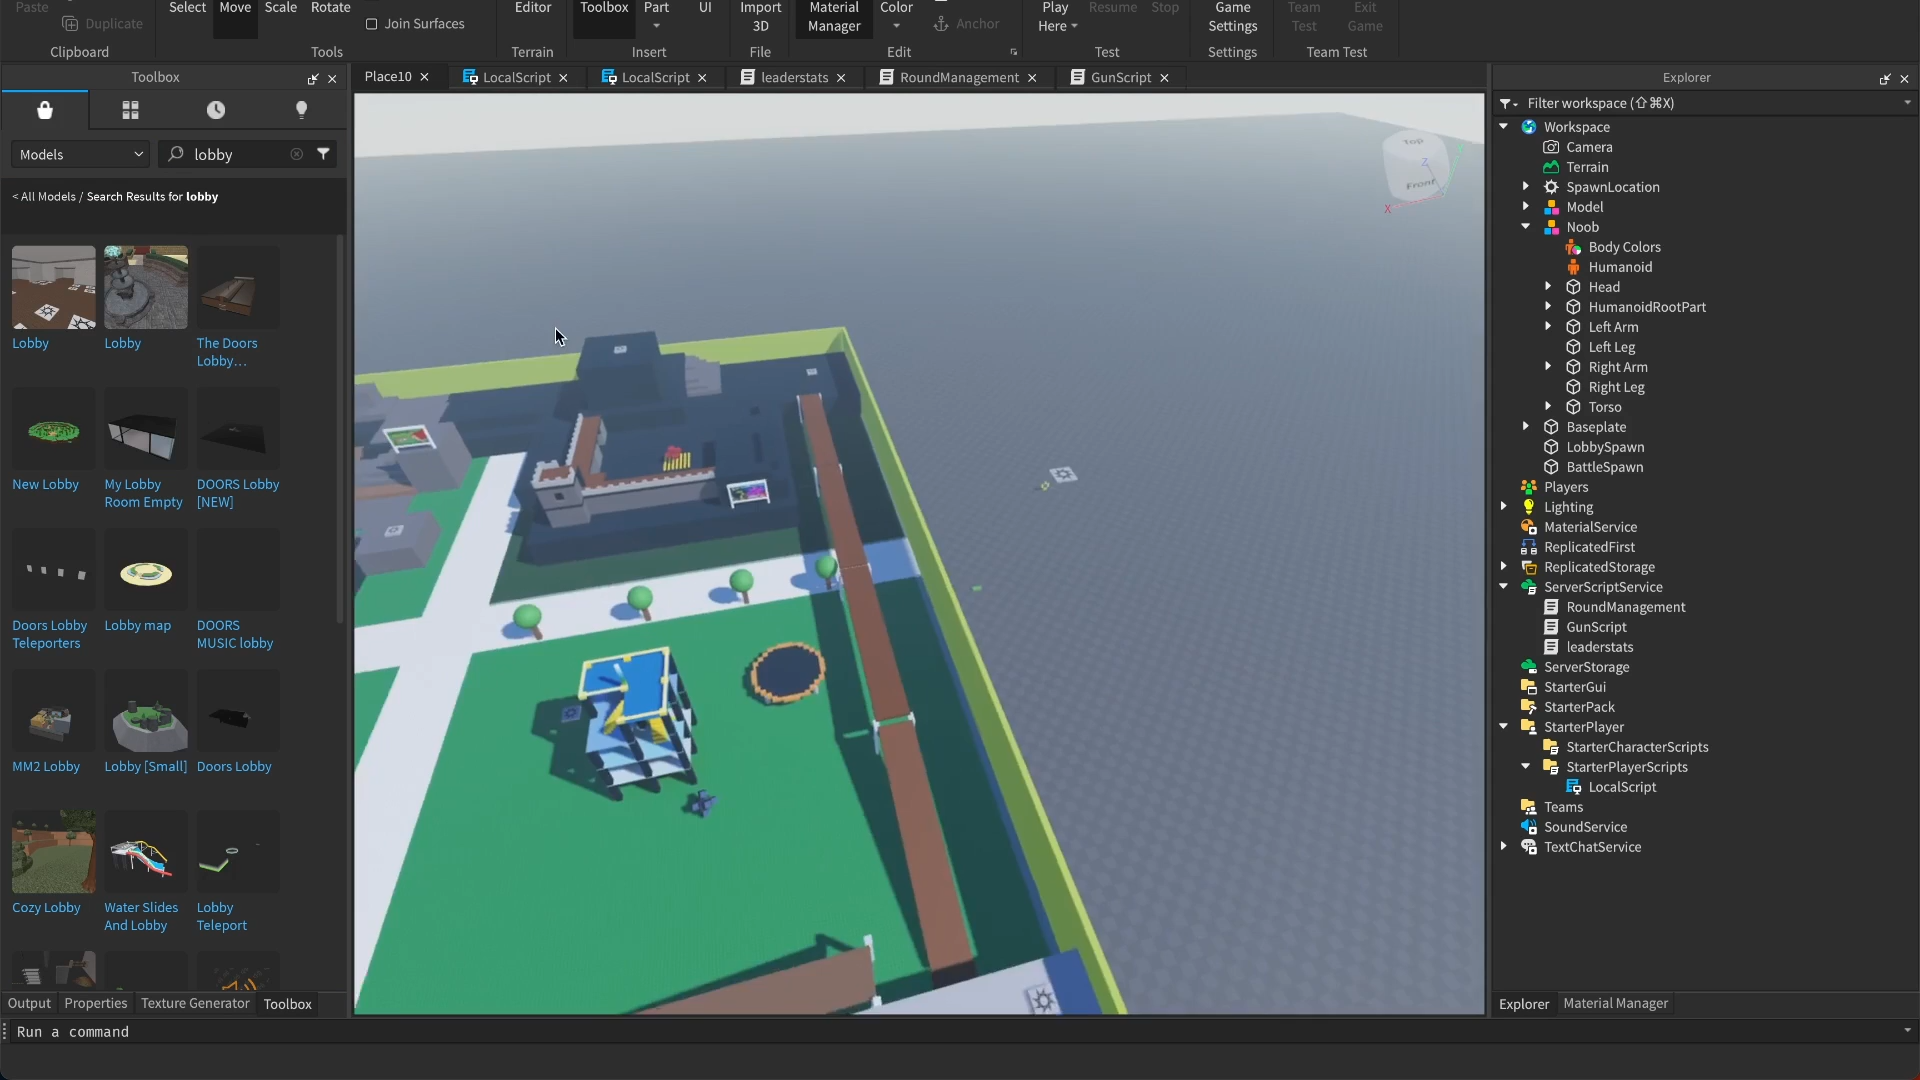 Paste
Duplicate
Clipboard
Select Move Scale Rotate
Join Surfaces
Tools
Editor
Terrain
Toolbox Part UI
Insert
Import
3D
File
Material
Manager
Color
Anchor
Edit
Play
Here
Resume Stop
Test
Game
Settings
Settings
Team
Test
Exit
Game
Team Test
Toolbox
Place10
LocalScript
LocalScript
leaderstats
RoundManagement
GunScript
Models
lobby
< All Models / Search Results for lobby
Lobby
Lobby
The Doors
Lobby...
New Lobby
My Lobby
Room Empty
DOORS Lobby
[NEW]
Doors Lobby
Teleporters
Lobby map
DOORS
MUSIC lobby
MM2 Lobby
Lobby [Small]
Doors Lobby
Cozy Lobby
Water Slides
And Lobby
Lobby
Teleport
Output Properties Texture Generator Toolbox
Run a command
Top
Front
Z
X
Explorer
Filter workspace (⇧⌘X)
Workspace
Camera
Terrain
SpawnLocation
Model
Noob
Body Colors
Humanoid
Head
HumanoidRootPart
Left Arm
Left Leg
Right Arm
Right Leg
Torso
Baseplate
LobbySpawn
BattleSpawn
Players
Lighting
MaterialService
ReplicatedFirst
ReplicatedStorage
ServerScriptService
RoundManagement
GunScript
leaderstats
ServerStorage
StarterGui
StarterPack
StarterPlayer
StarterCharacterScripts
StarterPlayerScripts
LocalScript
Teams
SoundService
TextChatService
Explorer Material Manager